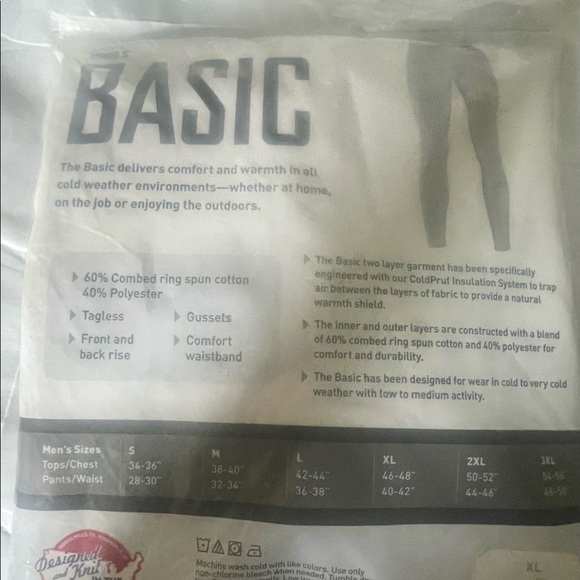 BASIC
The Basic delivers comfort and warmth in all
cold weather environments—whether at home,
on the job or enjoying the outdoors.
60% Combed ring spun cotton
40% Polyester
Tagless
Gussets
Front and
back rise
Comfort
waistband
The Basic two layer garment has been specifically
engineered with our ColdPruf Insulation System to trap
air between the layers of fabric to provide a natural
warmth shield.
The inner and outer layers are constructed with a blend
of 60% combed ring spun cotton and 40% polyester for
comfort and durability.
The Basic has been designed for wear in cold to very cold
weather with low to medium activity.
Men's Sizes S M L XL 2XL 3XL
Tops/Chest 34-36" 38-40" 42-44" 46-48" 50-52"
Pants/Waist 28-30" 32-34" 36-38" 40-42" 44-46"
Designed
and Knit
IN THE
Machine wash cold with like colors. Use only
non-chlorine bleach when needed. Tumble
XL